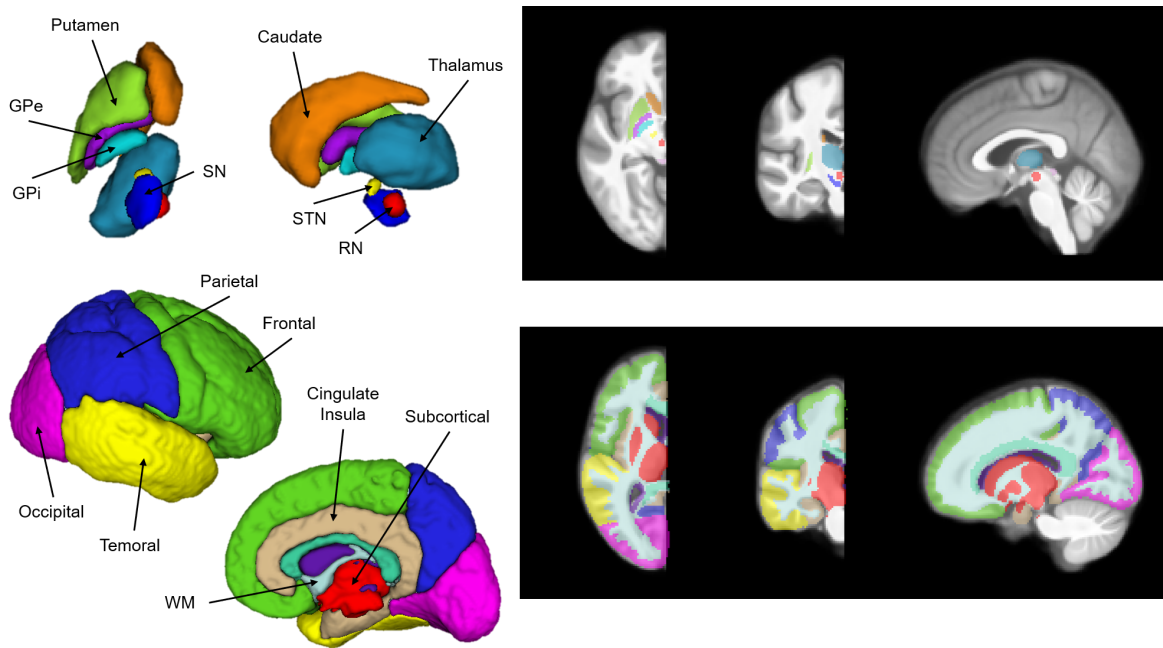 Putamen
Caudate
Thalamus
GPe
GPi
SN
STN
RN
Parietal
Frontal
Cingulate
Insula
Subcortical
Occipital
Temoral
WM